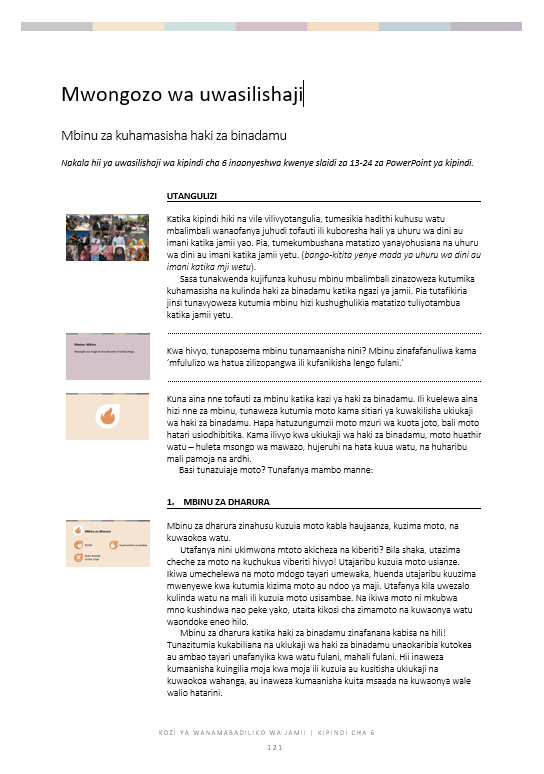 Mwongozo wa uwasilishaji
Mbinu za kuhamasisha haki za binadamu
Nakala hii ya uwasilishaji wa kipindi cha 6 inaonyeshwa kwenye slaidi za 13-24 za PowerPoint ya kipindi.
UTANGULIZI
Katika kipindi hiki na vile vilivyotangulia, tumesikia hadithi kuhusu watu
mbalimbali wanaofanya juhudi tofauti ili kuboresha hali ya uhuru wa dini au
imani katika jamii yao. Pia, tumekumbushana matatizo yanayohusiana na uhuru
wa dini au imani katika jamii yetu. (bango-kitita yenye mada ya uhuru wa dini au
imani katika mji wetu).
Sasa tunakwenda kujifunza kuhusu mbinu mbalimbali zinazoweza kutumika
kuhamasisha na kulinda haki za binadamu katika ngazi ya jamii. Pia tutafikiria
jinsi tunavyoweza kutumia mbinu hizi kushughulikia matatizo tuliyotambua
katika jamii yetu.
Kwa hivyo, tunaposema mbinu tunamaanisha nini? Mbinu zinafafanuliwa kama
‘mfululizo wa hatua zilizopangwa ili kufanikisha lengo fulani.’
Kuna aina nne tofauti za mbinu katika kazi ya haki za binadamu. Ili kuelewa aina
hizi nne za mbinu, tunaweza kutumia moto kama sitiari ya kuwakilisha ukiukaji
wa haki za binadamu. Hapa hatuzungumzii moto mzuri wa kuota joto, bali moto
hatari usiodhibitika. Kama ilivyo kwa ukiukaji wa haki za binadamu, moto huathir
watu – huleta msongo wa mawazo, hujeruhi na hata kuua watu, na huharibu
mali pamoja na ardhi.
Basi tunazuiaje moto? Tunafanya mambo manne:
1. MBINU ZA DHARURA
Mbinu za dharura
Mbinu za dharura zinahusu kuzuia moto kabla haujaanza, kuzima moto, na
kuwaokoa watu.
Utafanya nini ukimwona mtoto akicheza na kiberiti? Bila shaka, utazima
cheche za moto na kuchukua viberiti hivyo! Utajaribu kuzuia moto usianze.
Ikiwa umechelewa na moto mdogo tayari umewaka, huenda utajaribu kuuzima
mwenyewe kwa kutumia kizima moto au ndoo ya maji. Utafanya kila uwezalo
kulinda watu na mali ili kuzuia moto usisambae. Na ikiwa moto ni mkubwa
mno kushindwa nao peke yako, utaita kikosi cha zimamoto na kuwaonya watu
waondoke eneo hilo.
Mbinu za dharura katika haki za binadamu zinafanana kabisa na hili!
Tunazitumia kukabiliana na ukiukaji wa haki za binadamu unaokaribia kutokea
au ambao tayari unafanyika kwa watu fulani, mahali fulani. Hii inaweza
kumaanisha kuingilia moja kwa moja ili kuzuia au kusitisha ukiukaji na
kuwaokoa wahanga, au inaweza kumaanisha kuita msaada na kuwaonya wale
walio hatarini.
KOZI YA WANAMABADILIKO WA JAMII | KIPINDI CHA 6
121